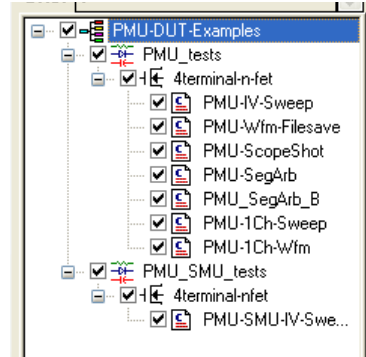 PMU-DUT-Examples
PMU_tests
4terminal-n-fet
PMU-IV-Sweep
PMU-Wfm-Filesave
PMU-ScopeShot
PMU-SegArb
PMU_SegArb_B
PMU-1Ch-Sweep
PMU-1Ch-Wfm
PMU_SMU_tests
4terminal-nfet
PMU-SMU-IV-Swe...